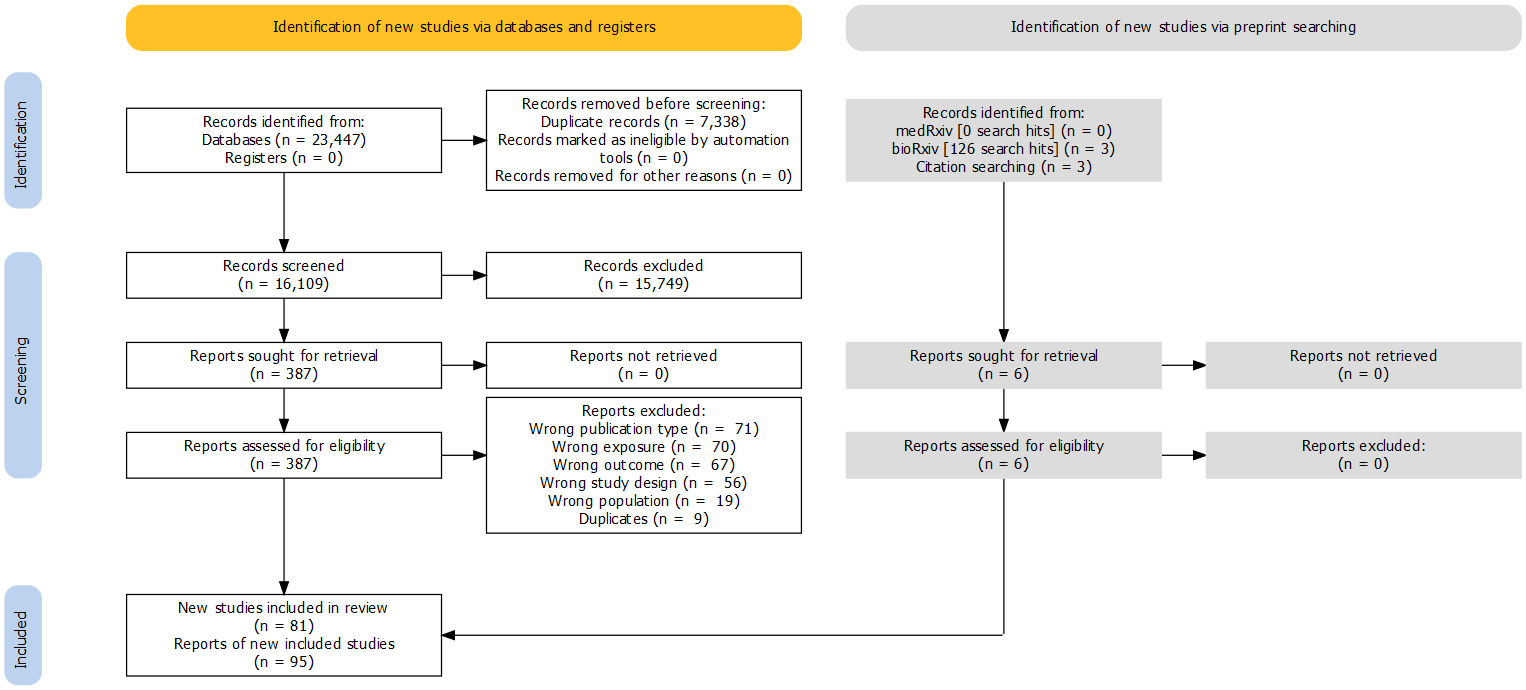 Identification of new studies via databases and registers
Identification of new studies via preprint searching
Identification
Records identified from:
Databases (n = 23,447)
Registers (n = 0)
Records removed before screening:
Duplicate records (n = 7,338)
Records marked as ineligible by automation
tools (n = 0)
Records removed for other reasons (n = 0)
Records identified from:
medRxiv [0 search hits] (n = 0)
bioRxiv [126 search hits] (n = 3)
Citation searching (n = 3)
Screening
Records screened
(n = 16,109)
Records excluded
(n = 15,749)
Reports sought for retrieval
(n = 387)
Reports not retrieved
(n = 0)
Reports sought for retrieval
(n = 6)
Reports not retrieved
(n = 0)
Reports assessed for eligibility
(n = 387)
Reports excluded:
Wrong publication type (n =  71)
Wrong exposure (n =  70)
Wrong outcome (n =  67)
Wrong study design (n =  56)
Wrong population (n =  19)
Duplicates (n =  9)
Reports assessed for eligibility
(n = 6)
Reports excluded:
(n = 0)
Included
New studies included in review
(n = 81)
Reports of new included studies
(n = 95)